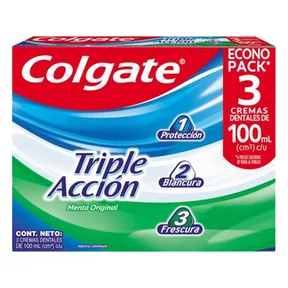 Colgate®
ECONO
PACK*
3
CREMAS
DENTALES DE
100mL
(cm³) c/u
1
Protección
Triple
Acción
Menta Original
2
Blancura
3
Frescura
CONT. NETO:
3 CREMAS DENTALES
DE 100 mL (cm³) c/u
Industria Colombiana